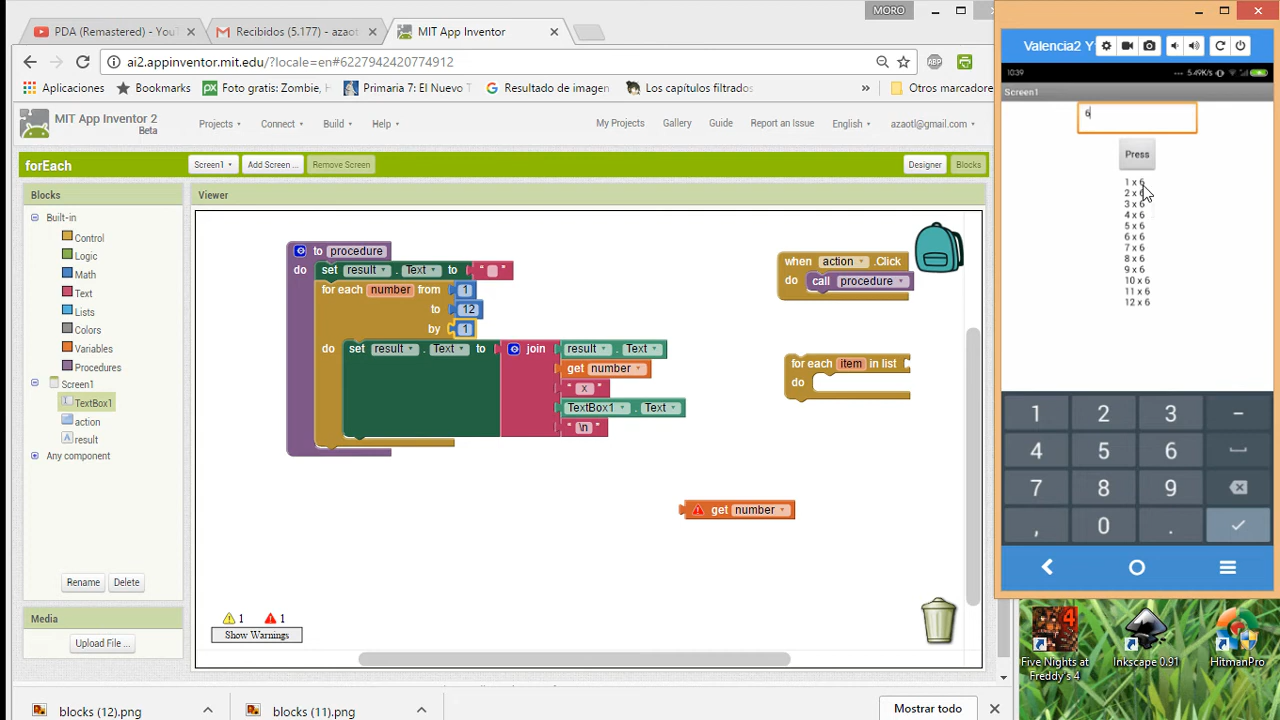 MORO
PDA (Remastered) - YouT
Recibidos (5.177) - azaot
MIT App Inventor
ai2.appinventor.mit.edu/?locale=en#6227942420774912
ABP
Aplicaciones
Bookmarks
Foto gratis: Zombie, H
Primaria 7: El Nuevo T
Resultado de imagen
Los capítulos filtrados
Otros marcadores
MIT App Inventor 2
Beta
Projects
Connect
Build
Help
My Projects
Gallery
Guide
Report an Issue
English
azaotl@gmail.com
forEach
Screen1
Add Screen ...
Remove Screen
Designer
Blocks
Blocks
Viewer
Built-in
Control
Logic
Math
Text
Lists
Colors
Variables
Procedures
Screen1
TextBox1
action
result
Any component
Rename
Delete
Media
Upload File ...
to procedure
do set result . Text to " "
for each number from 1
to 12
by 1
do set result . Text to join result . Text
get number
" x "
TextBox1 . Text
" \n "
when action .Click
do call procedure
for each item in list
do
get number
1
1
Show Warnings
Valencia2 Y
10:39
5.49K/s
Screen1
6
Press
1 x 6
2 x 6
3 x 6
4 x 6
5 x 6
6 x 6
7 x 6
8 x 6
9 x 6
10 x 6
11 x 6
12 x 6
1 2 3 –
4 5 6
7 8 9
, 0 .
4
Five Nights at
Freddy's 4
Inkscape 0.91
HitmanPro
blocks (12).png
blocks (11).png
Mostrar todo